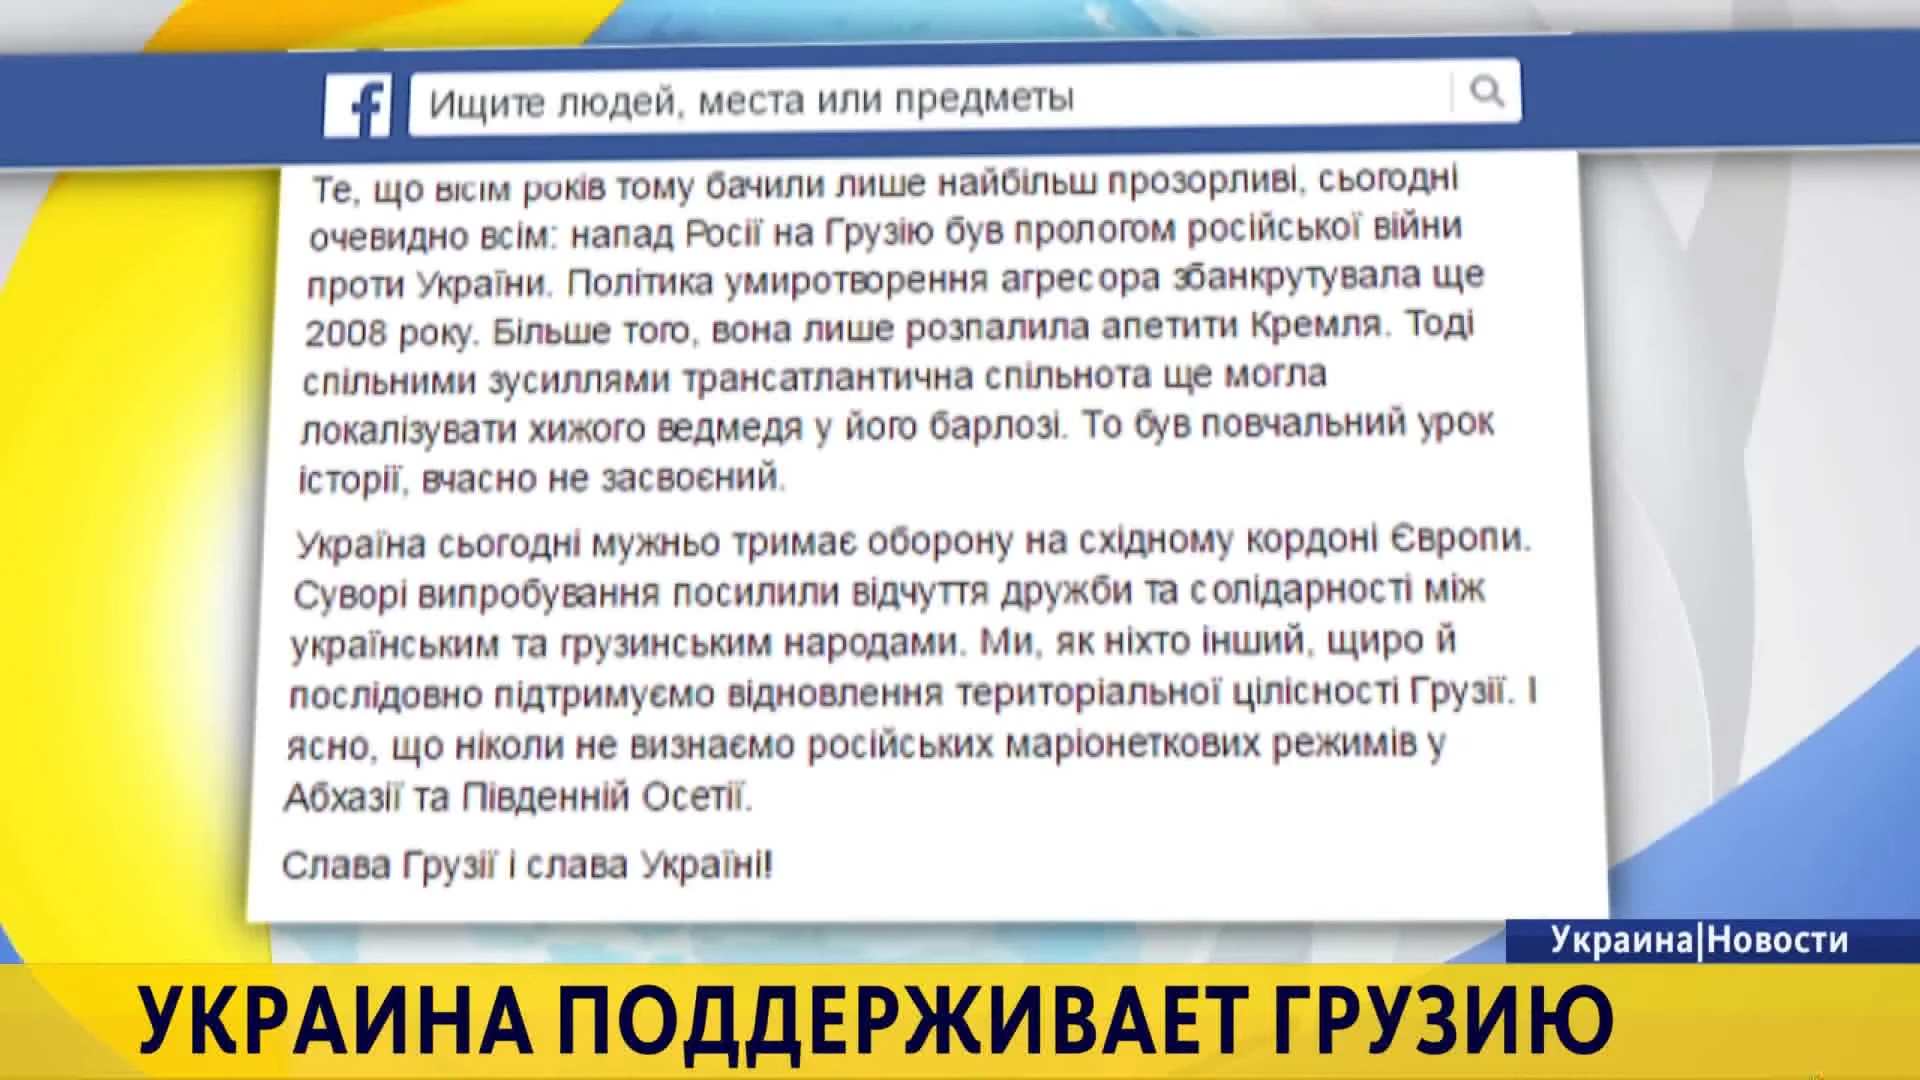 f Ищите людей, места или предметы
Те, що вісім років тому бачили лише найбільш прозорливі, сьогодні
очевидно всім: напад Росії на Грузію був прологом російської війни
проти України. Політика умиротворення агресора збанкрутувала ще
2008 року. Більше того, вона лише розпалила апетити Кремля. Тоді
спільними зусиллями трансатлантична спільнота ще могла
локалізувати хижого ведмедя у його барлозі. То був повчальний урок
історії, вчасно не засвоєний.
Україна сьогодні мужньо тримає оборону на східному кордоні Європи.
Суворі випробування посилили відчуття дружби та солідарності між
українським та грузинським народами. Ми, як ніхто інший, щиро й
послідовно підтримуємо відновлення територіальної цілісності Грузії. І
ясно, що ніколи не визнаємо російських маріонеткових режимів у
Абхазії та Південній Осетії.
Слава Грузії і слава Україні!
Украина|Новости
УКРАИНА ПОДДЕРЖИВАЕТ ГРУЗИЮ